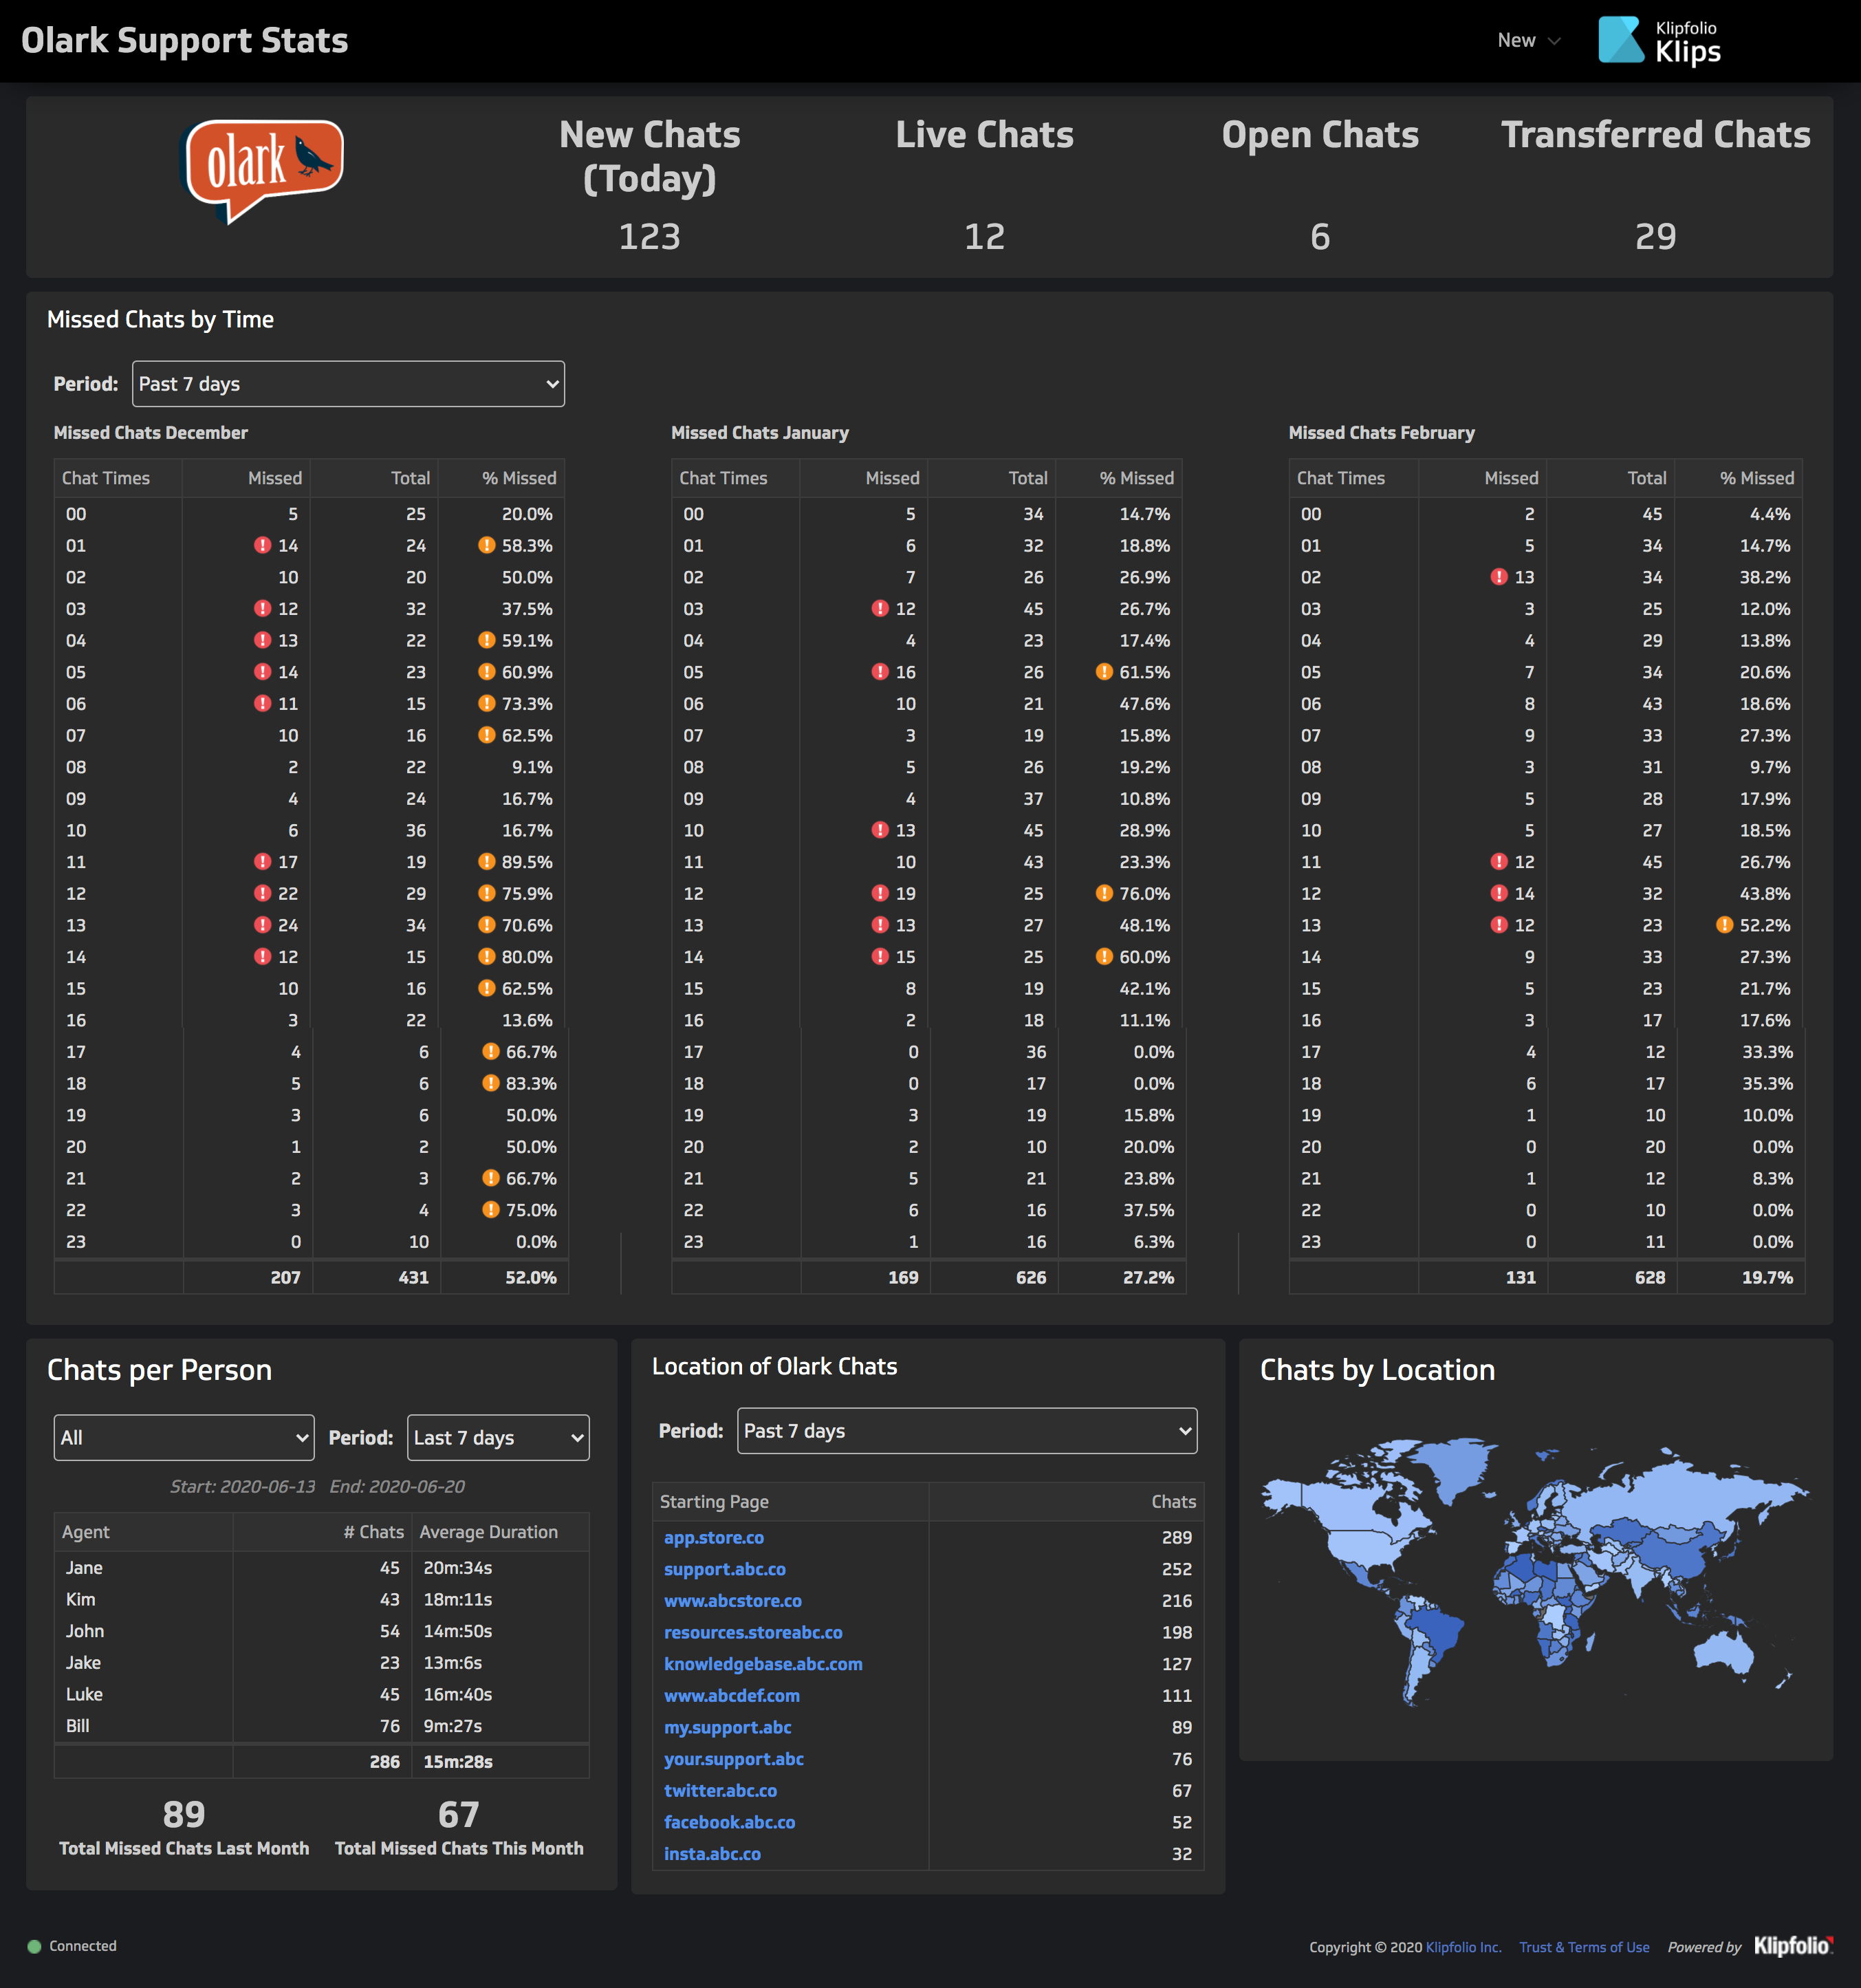 Olark Support Stats
New
Klipfolio
Klips
olark
New Chats
(Today)
123
Live Chats
12
Open Chats
6
Transferred Chats
29
Missed Chats by Time
Period: Past 7 days
Missed Chats December
Chat Times Missed Total % Missed
00 5 25 20.0%
01 ! 14 24 ! 58.3%
02 10 20 50.0%
03 ! 12 32 37.5%
04 ! 13 22 ! 59.1%
05 ! 14 23 ! 60.9%
06 ! 11 15 ! 73.3%
07 10 16 ! 62.5%
08 2 22 9.1%
09 4 24 16.7%
10 6 36 16.7%
11 ! 17 19 ! 89.5%
12 ! 22 29 ! 75.9%
13 ! 24 34 ! 70.6%
14 ! 12 15 ! 80.0%
15 10 16 ! 62.5%
16 3 22 13.6%
17 4 6 ! 66.7%
18 5 6 ! 83.3%
19 3 6 50.0%
20 1 2 50.0%
21 2 3 ! 66.7%
22 3 4 ! 75.0%
23 0 10 0.0%
207 431 52.0%
Missed Chats January
Chat Times Missed Total % Missed
00 5 34 14.7%
01 6 32 18.8%
02 7 26 26.9%
03 ! 12 45 26.7%
04 4 23 17.4%
05 ! 16 26 ! 61.5%
06 10 21 47.6%
07 3 19 15.8%
08 5 26 19.2%
09 4 37 10.8%
10 ! 13 45 28.9%
11 10 43 23.3%
12 ! 19 25 ! 76.0%
13 ! 13 27 48.1%
14 ! 15 25 ! 60.0%
15 8 19 42.1%
16 2 18 11.1%
17 0 36 0.0%
18 0 17 0.0%
19 3 19 15.8%
20 2 10 20.0%
21 5 21 23.8%
22 6 16 37.5%
23 1 16 6.3%
169 626 27.2%
Missed Chats February
Chat Times Missed Total % Missed
00 2 45 4.4%
01 5 34 14.7%
02 ! 13 34 38.2%
03 3 25 12.0%
04 4 29 13.8%
05 7 34 20.6%
06 8 43 18.6%
07 9 33 27.3%
08 3 31 9.7%
09 5 28 17.9%
10 5 27 18.5%
11 ! 12 45 26.7%
12 ! 14 32 43.8%
13 ! 12 23 ! 52.2%
14 9 33 27.3%
15 5 23 21.7%
16 3 17 17.6%
17 4 12 33.3%
18 6 17 35.3%
19 1 10 10.0%
20 0 20 0.0%
21 1 12 8.3%
22 0 10 0.0%
23 0 11 0.0%
131 628 19.7%
Chats per Person
All Period: Last 7 days
Start: 2020-06-13 End: 2020-06-20
Agent # Chats Average Duration
Jane 45 20m:34s
Kim 43 18m:11s
John 54 14m:50s
Jake 23 13m:6s
Luke 45 16m:40s
Bill 76 9m:27s
286 15m:28s
89
Total Missed Chats Last Month
67
Total Missed Chats This Month
Location of Olark Chats
Period: Past 7 days
Starting Page Chats
app.store.co 289
support.abc.co 252
www.abcstore.co 216
resources.storeabc.co 198
knowledgebase.abc.com 127
www.abcdef.com 111
my.support.abc 89
your.support.abc 76
twitter.abc.co 67
facebook.abc.co 52
insta.abc.co 32
Chats by Location
Connected
Copyright © 2020 Klipfolio Inc. Trust & Terms of Use Powered by Klipfolio